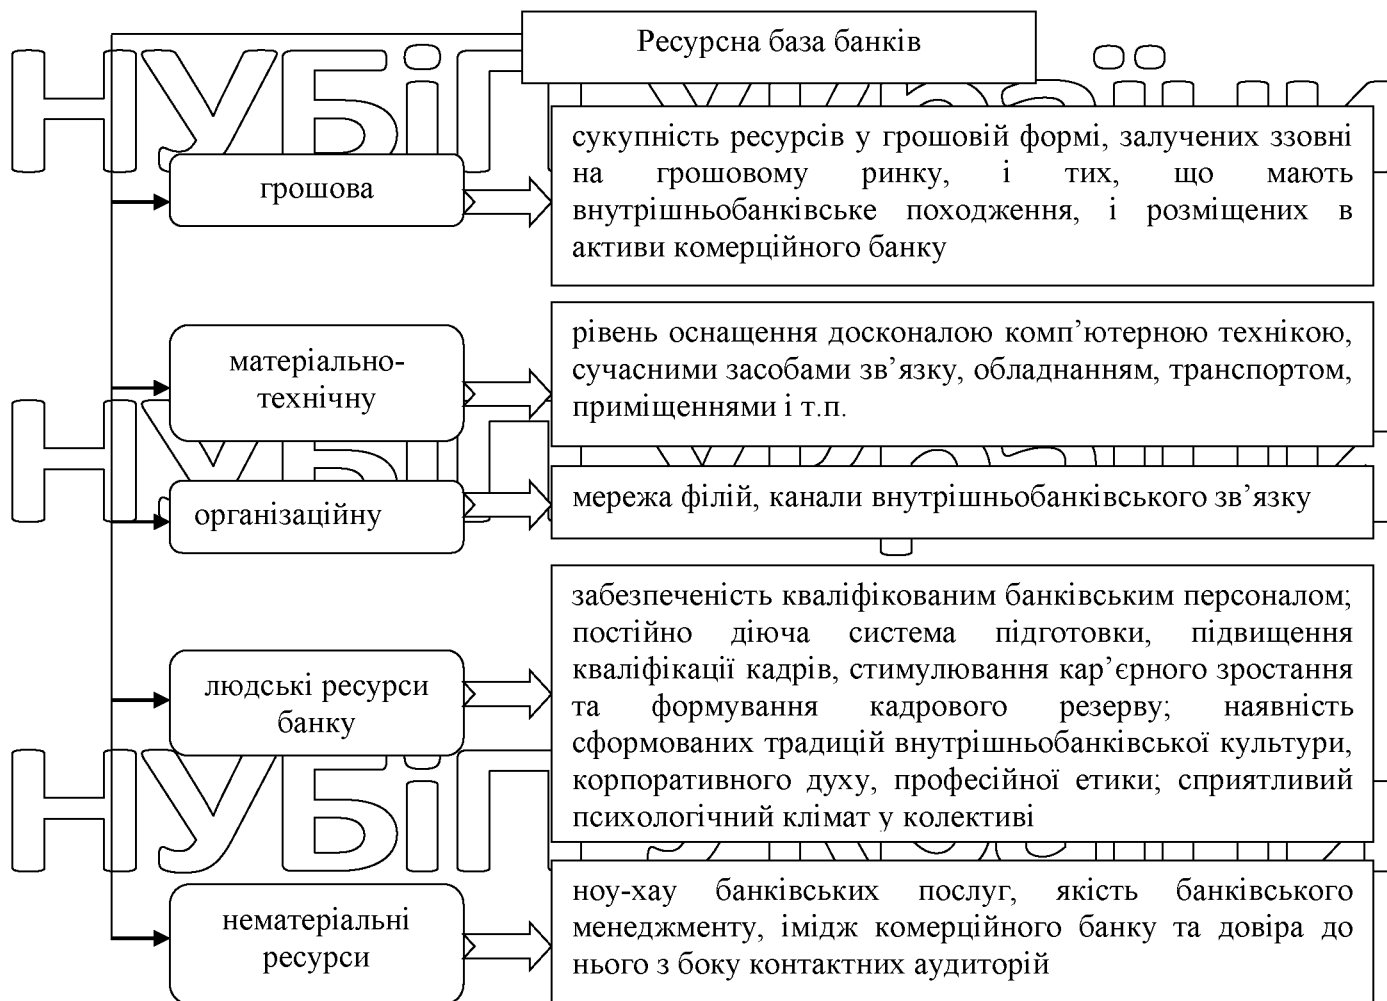 Ресурсна база банків
грошова
сукупність ресурсів у грошовій формі, залучених ззовні
на грошовому ринку, і тих, що мають
внутрішньобанківське походження, і розміщених в
активи комерційного банку
матеріально-
технічну
рівень оснащення досконалою комп’ютерною технікою,
сучасними засобами зв’язку, обладнанням, транспортом,
приміщеннями і т.п.
організаційну
мережа філій, канали внутрішньобанківського зв’язку
людські ресурси
банку
забезпеченість кваліфікованим банківським персоналом;
постійно діюча система підготовки, підвищення
кваліфікації кадрів, стимулювання кар’єрного зростання
та формування кадрового резерву; наявність
сформованих традицій внутрішньобанківської культури,
корпоративного духу, професійної етики; сприятливий
психологічний клімат у колективі
нематеріальні
ресурси
ноу-хау банківських послуг, якість банківського
менеджменту, імідж комерційного банку та довіра до
нього з боку контактних аудиторій